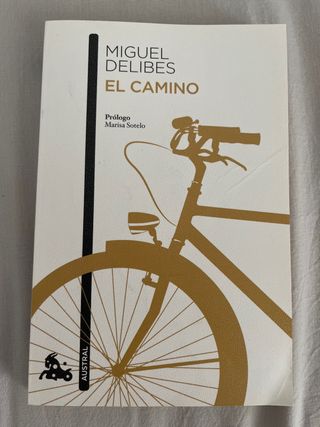 MIGUEL
DELIBES
EL CAMINO
Prólogo
Marisa Sotelo
AUSTRAL